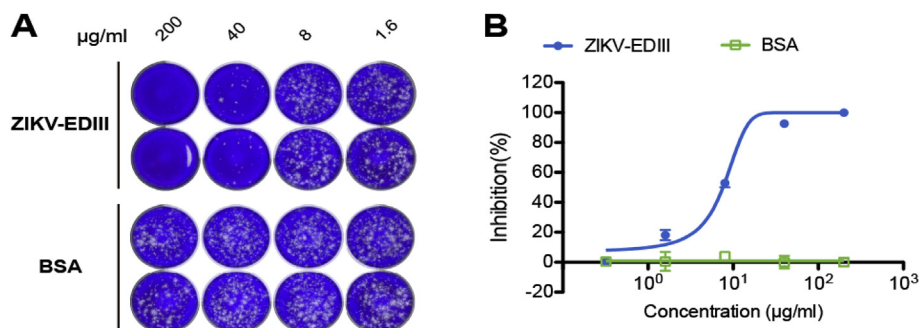 A
µg/ml 200 40 8 1.6
ZIKV-EDIII
BSA
B
ZIKV-EDIII BSA
120
100
80
60
40
20
0
-20
Inhibition(%)
10⁰ 10¹ 10² 10³
Concentration (µg/ml)